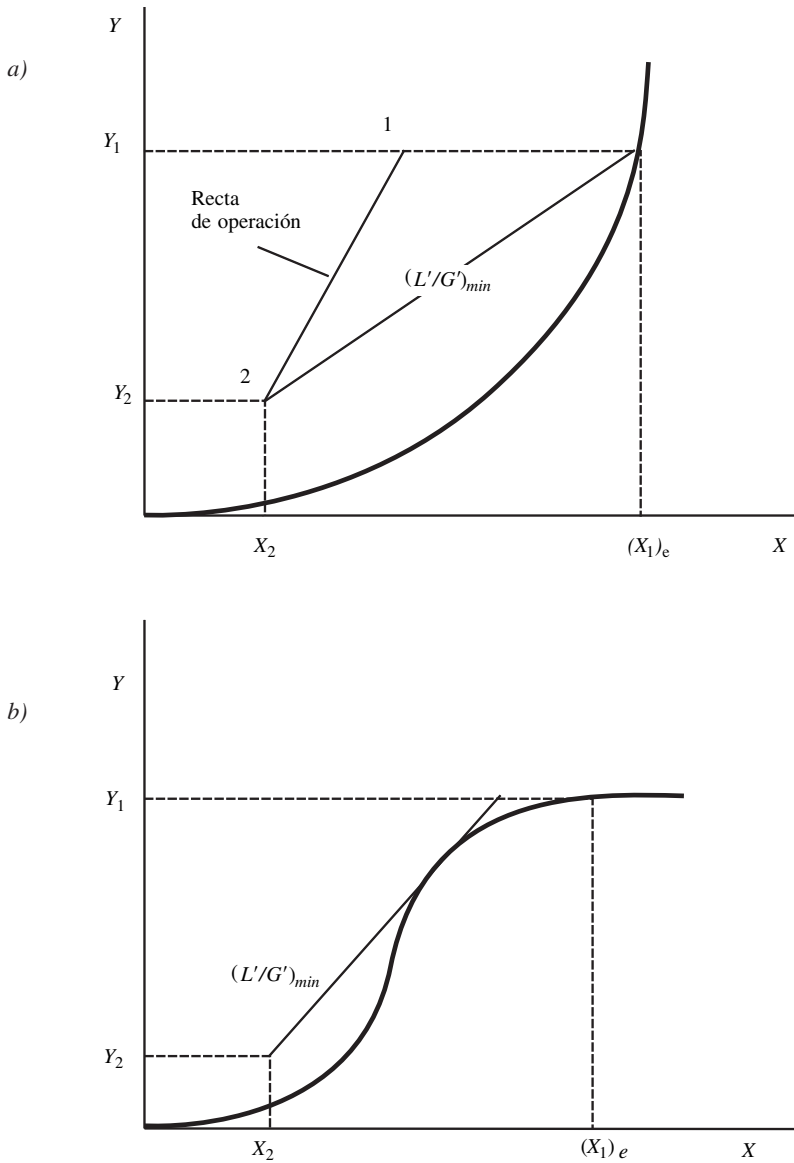 Y
a)
1
Y₁
Recta
de operación
(L'/G')min
2
Y₂
X₂
(X₁)e
X
Y
b)
Y₁
(L'/G')min
Y₂
X₂
(X₁)e
X